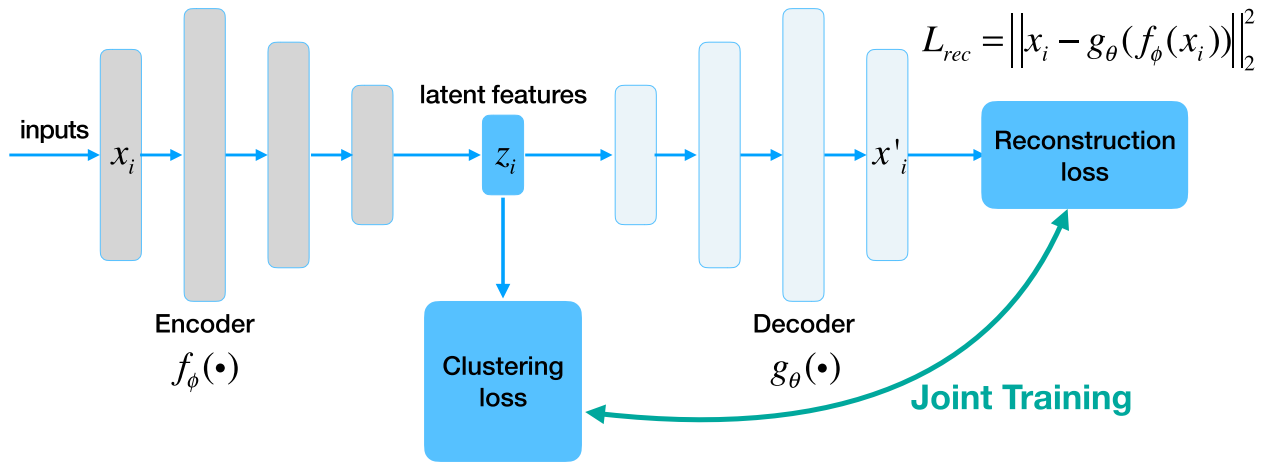 L_rec = ||x_i − g_θ(f_ϕ(x_i))||_2^2
latent features
inputs
x_i
z_i
x'_i
Reconstruction
loss
Encoder
f_ϕ(•)
Decoder
g_θ(•)
Clustering
loss
Joint Training